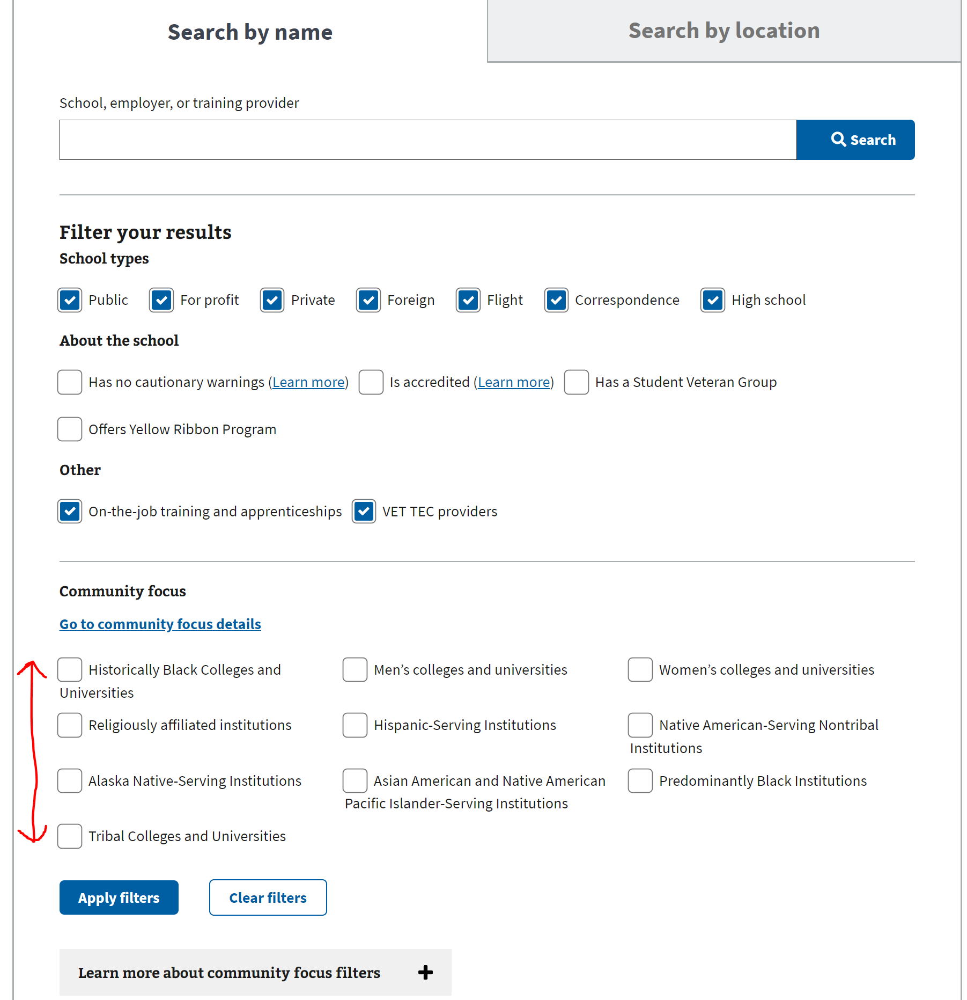 Search by name
Search by location
School, employer, or training provider
Search
Filter your results
School types
Public For profit Private Foreign Flight Correspondence High school
About the school
Has no cautionary warnings (Learn more) Is accredited (Learn more) Has a Student Veteran Group
Offers Yellow Ribbon Program
Other
On-the-job training and apprenticeships VET TEC providers
Community focus
Go to community focus details
Historically Black Colleges and
Universities
Men’s colleges and universities
Women’s colleges and universities
Religiously affiliated institutions
Hispanic-Serving Institutions
Native American-Serving Nontribal
Institutions
Alaska Native-Serving Institutions
Asian American and Native American
Pacific Islander-Serving Institutions
Predominantly Black Institutions
Tribal Colleges and Universities
Apply filters
Clear filters
Learn more about community focus filters